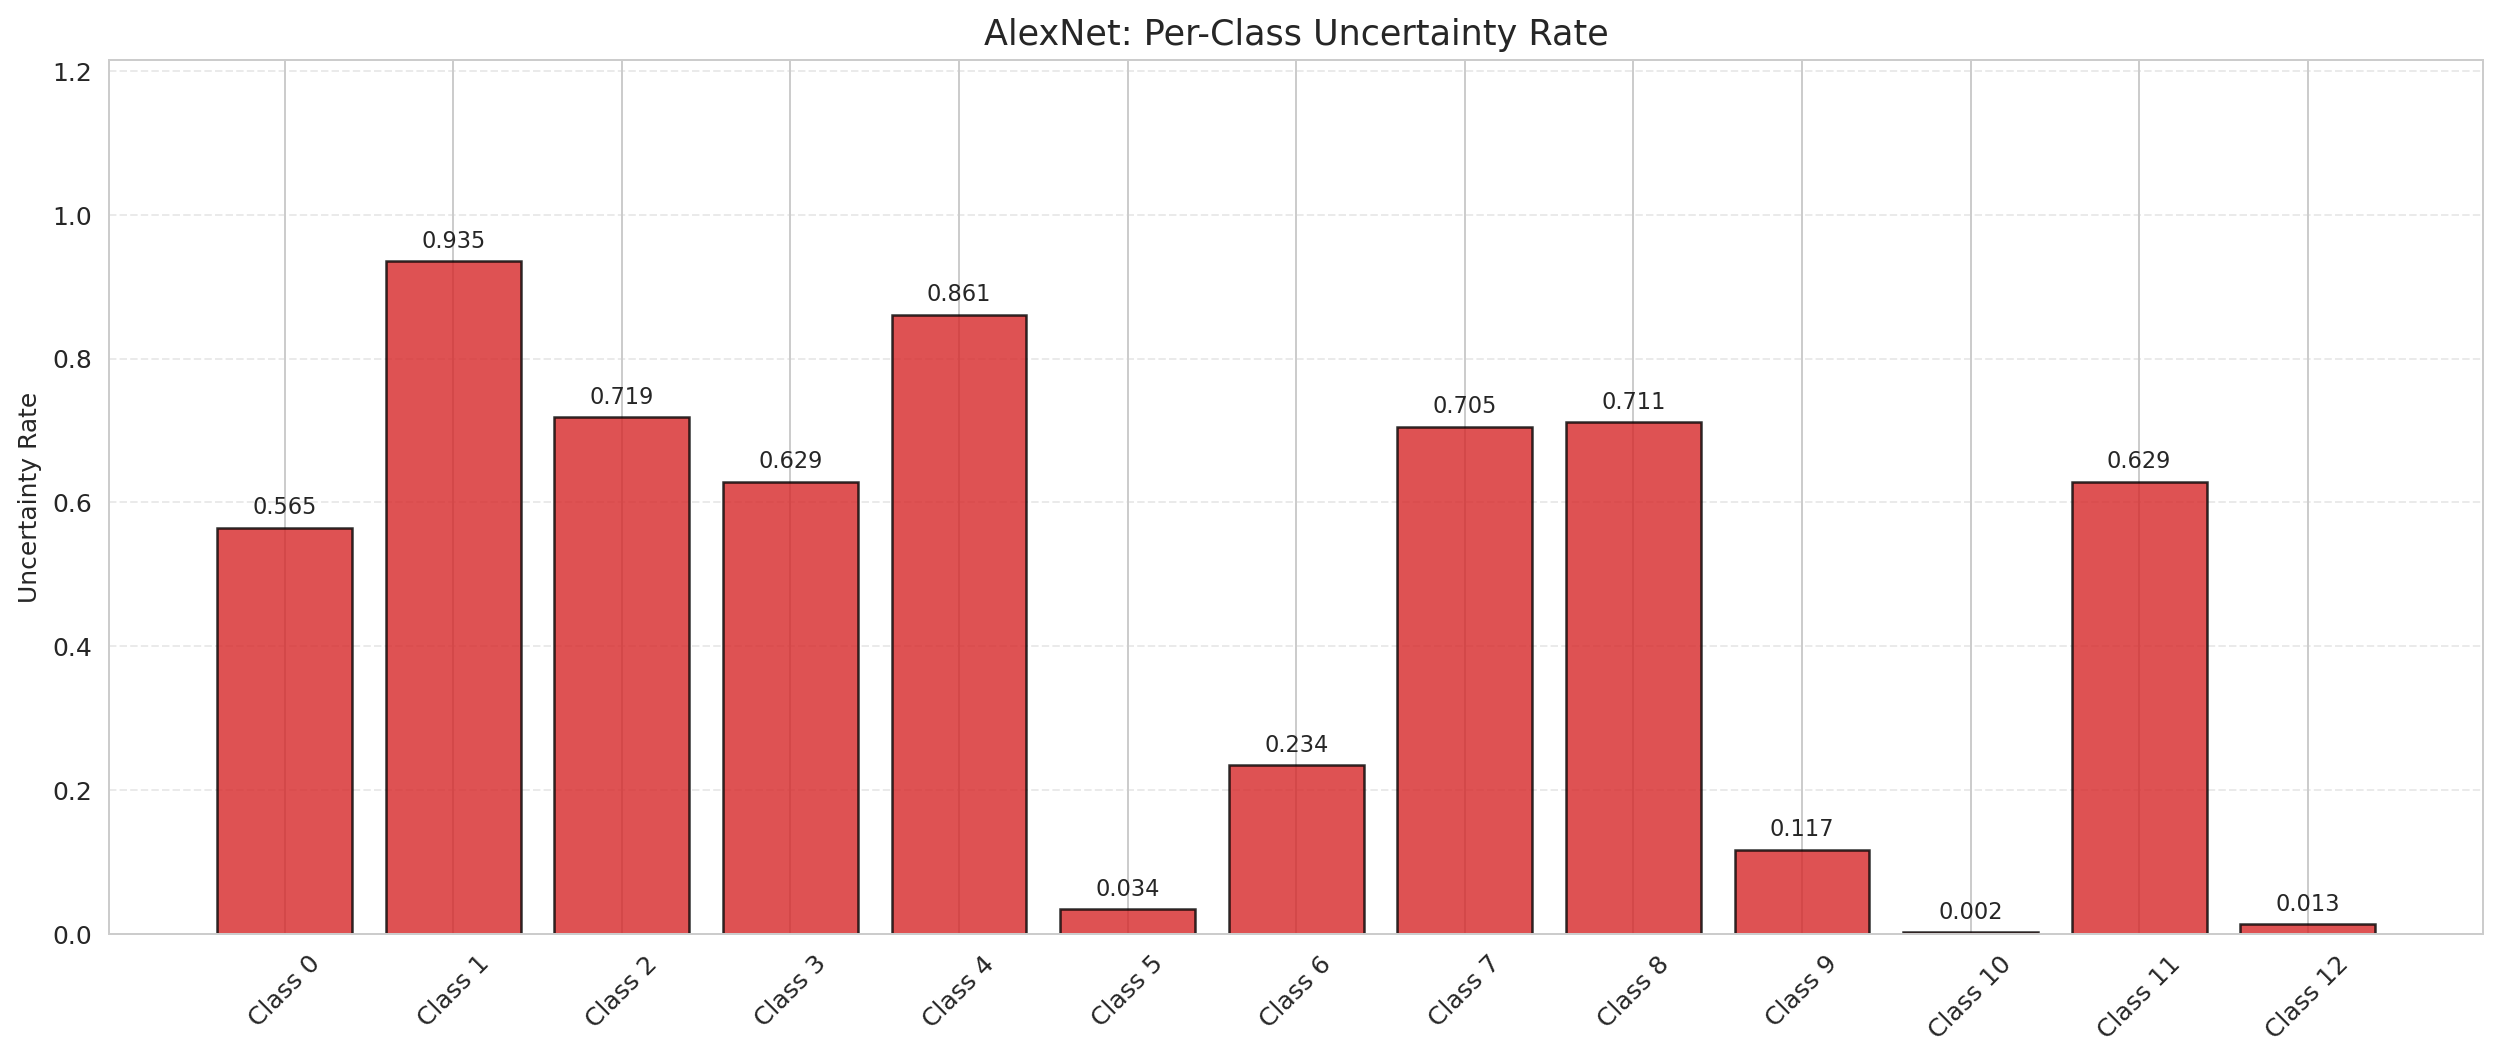 AlexNet: Per-Class Uncertainty Rate
Uncertainty Rate
1.2
1.0
0.8
0.6
0.4
0.2
0.0
0.565
0.935
0.719
0.629
0.861
0.034
0.234
0.705
0.711
0.117
0.002
0.629
0.013
Class 0
Class 1
Class 2
Class 3
Class 4
Class 5
Class 6
Class 7
Class 8
Class 9
Class 10
Class 11
Class 12